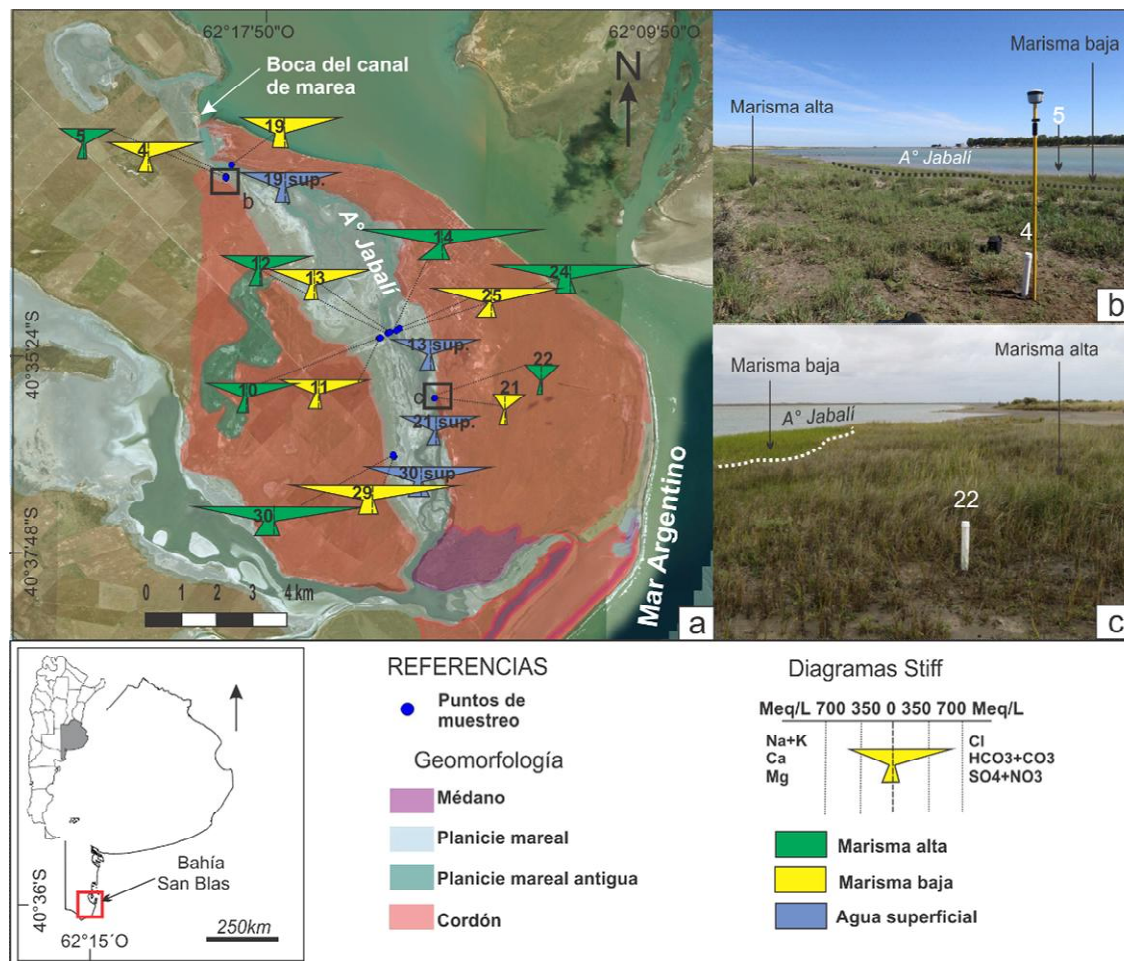 62°17'50"O
62°09'50"O
Boca del canal
de marea
N
5
4
19
b
19 sup.
A° Jabalí
14
12
13
24
25
40°35'24"S
13 sup.
22
10
11
c
21
21 sup.
30 sup
29
30
40°37'48"S
0 1 2 4 km
Mar Argentino
a
Marisma baja
Marisma alta
5
A° Jabalí
4
b
Marisma baja
Marisma alta
A° Jabalí
22
c
Bahía
San Blas
40°36'S
62°15´O
250km
REFERENCIAS
Puntos de
muestreo
Geomorfología
Médano
Planicie mareal
Planicie mareal antigua
Cordón
Diagramas Stiff
Meq/L 700 350 0 350 700 Meq/L
Na+K Cl
Ca HCO3+CO3
Mg SO4+NO3
Marisma alta
Marisma baja
Agua superficial